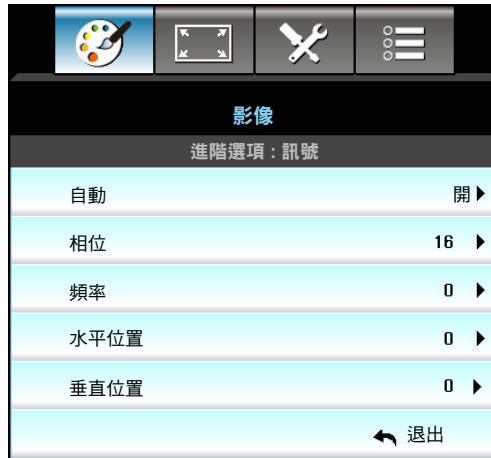 影像
進階選項 : 訊號
自動 開
相位 16
頻率 0
水平位置 0
垂直位置 0
退出